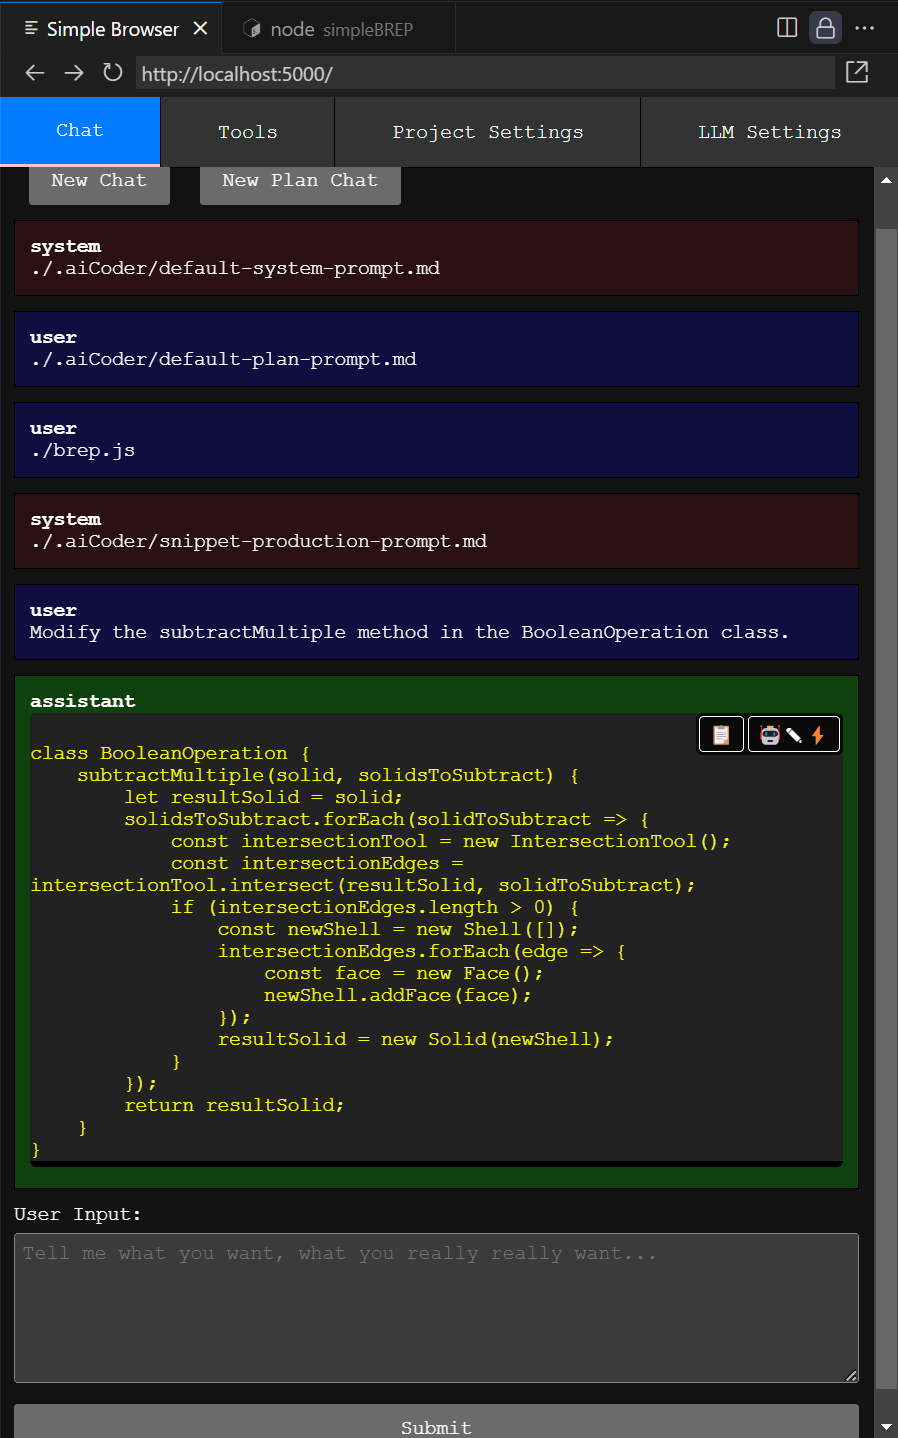 Simple Browser
node simpleBREP
http://localhost:5000/
Chat
Tools
Project Settings
LLM Settings
New Chat
New Plan Chat
system
./.aiCoder/default-system-prompt.md
user
./.aiCoder/default-plan-prompt.md
user
./brep.js
system
./.aiCoder/snippet-production-prompt.md
user
Modify the subtractMultiple method in the BooleanOperation class.
assistant
class BooleanOperation {
    subtractMultiple(solid, solidsToSubtract) {
        let resultSolid = solid;
        solidsToSubtract.forEach(solidToSubtract => {
            const intersectionTool = new IntersectionTool();
            const intersectionEdges =
intersectionTool.intersect(resultSolid, solidToSubtract);
            if (intersectionEdges.length > 0) {
                const newShell = new Shell([]);
                intersectionEdges.forEach(edge => {
                    const face = new Face();
                    newShell.addFace(face);
                });
                resultSolid = new Solid(newShell);
            }
        });
        return resultSolid;
    }
}
User Input:
Tell me what you want, what you really really want...
Submit